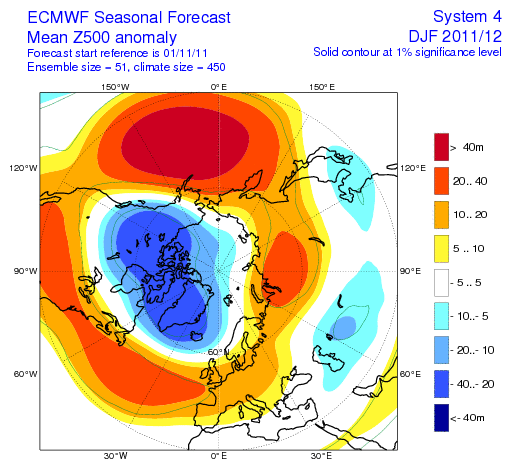 ECMWF Seasonal Forecast
System 4
Mean Z500 anomaly
DJF 2011/12
Forecast start reference is 01/11/11
Solid contour at 1% significance level
Ensemble size = 51, climate size = 450
150°W
0°E
150°E
120°W
120°E
90°W
90°E
60°N
60°W
60°E
30°W
0°E
30°E
> 40m
20.. 40
10.. 20
5 .. 10
-5 .. 5
-10..-5
-20..-10
-40..-20
<-40m